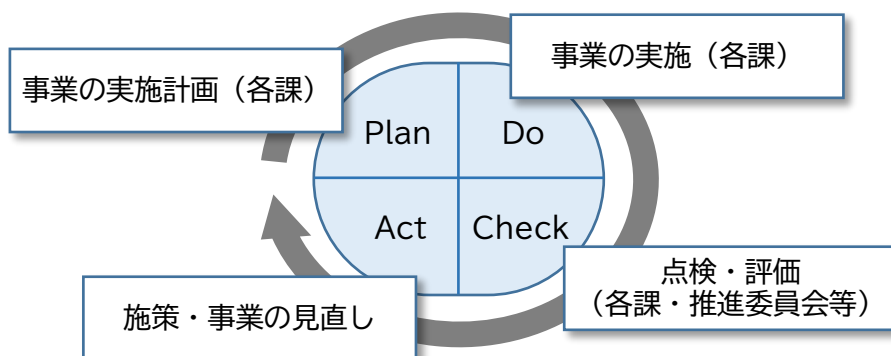 事業の実施計画（各課）
事業の実施（各課）
Plan
Do
Act
Check
施策・事業の見直し
点検・評価
（各課・推進委員会等）